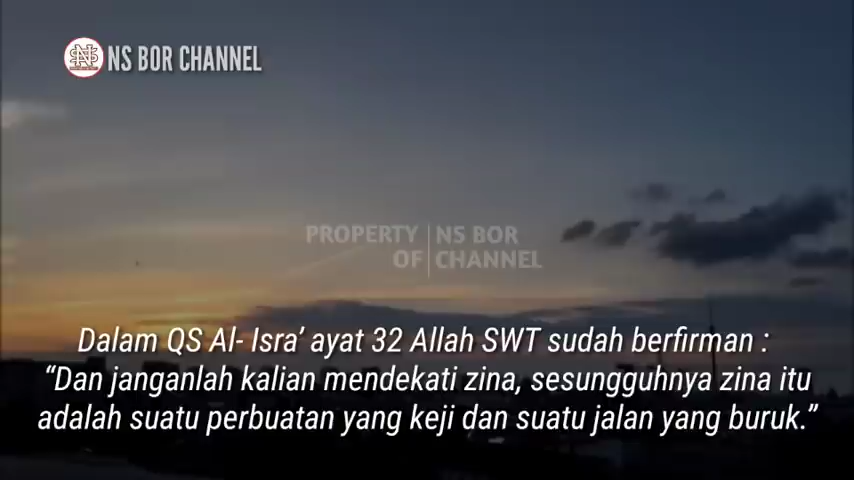 NS BOR CHANNEL
PROPERTY OF NS BOR CHANNEL
Dalam QS Al- Isra’ ayat 32 Allah SWT sudah berfirman :
“Dan janganlah kalian mendekati zina, sesungguhnya zina itu
adalah suatu perbuatan yang keji dan suatu jalan yang buruk.”